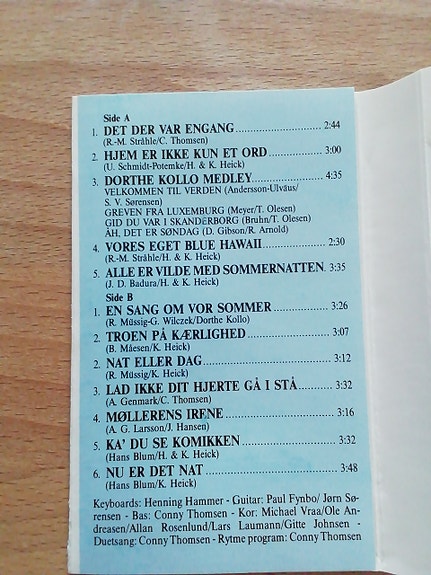 Side A
1. DET DER VAR ENGANG........................ 2:44
(R.-M. Stråhle/C. Thomsen)
2. HJEM ER IKKE KUN ET ORD................ 3:00
(U. Schmidt-Potemke/H. & K. Heick)
3. DORTHE KOLLO MEDLEY.................... 4:35
VELKOMMEN TIL VERDEN (Andersson-Ulväus/
S. V. Sørensen)
GREVEN FRA LUXEMBURG (Meyer/T. Olesen)
GID DU VAR I SKANDERBORG (Bruhn/T. Olesen)
ÅH, DET ER SØNDAG (D. Gibson/R. Arnold)
4. VORES EGET BLUE HAWAII.................. 2:30
(R.-M. Stråhle/H. & K. Heick)
5. ALLE ER VILDE MED SOMMERNATTEN. 3:35
(J. D. Badura/H. & K. Heick)
Side B
1. EN SANG OM VOR SOMMER................ 3:26
(R. Müssig-G. Wilczek/Dorthe Kollo)
2. TROEN PÅ KÆRLIGHED...................... 3:07
(B. Måesen/K. Heick)
2. NAT ELLER DAG................................. 3:12
(R. Müssig/K. Heick)
3. LAD IKKE DIT HJERTE GÅ I STÅ.......... 3:32
(A. Genmark/C. Thomsen)
4. MØLLERENS IRENE............................ 3:16
(A. G. Larsson/J. Hansen)
5. KA' DU SE KOMIKKEN........................ 3:32
(Hans Blum/H. & K. Heick)
6. NU ER DET NAT................................. 3:48
(Hans Blum/K. Heick)
Keyboards: Henning Hammer - Guitar: Paul Fynbo/ Jørn Sø-
rensen - Bas: Conny Thomsen - Kor: Michael Vraa/Ole An-
dreasen/Allan Rosenlund/Lars Laumann/Gitte Johnsen -
Duetsang: Conny Thomsen - Rytme program: Conny Thomsen